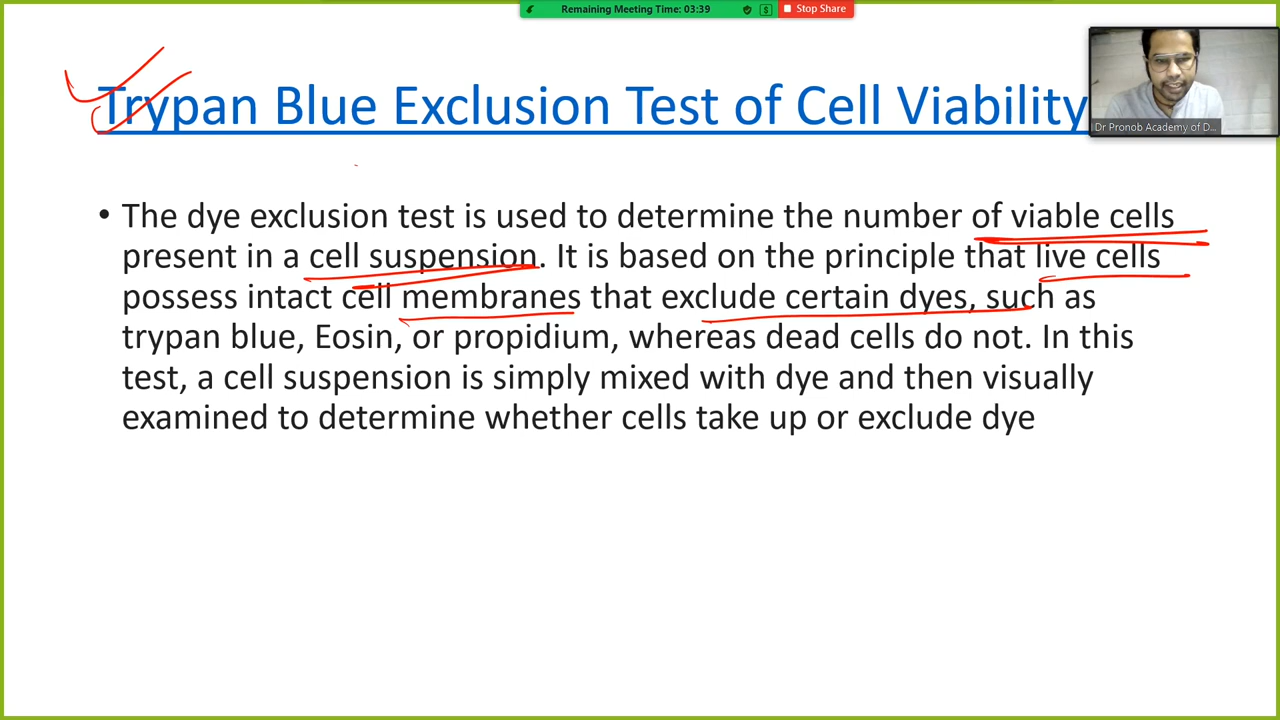 Remaining Meeting Time: 03:39
Stop Share
Trypan Blue Exclusion Test of Cell Viability
Dr Pronob Academy of D...
• The dye exclusion test is used to determine the number of viable cells
present in a cell suspension. It is based on the principle that live cells
possess intact cell membranes that exclude certain dyes, such as
trypan blue, Eosin, or propidium, whereas dead cells do not. In this
test, a cell suspension is simply mixed with dye and then visually
examined to determine whether cells take up or exclude dye